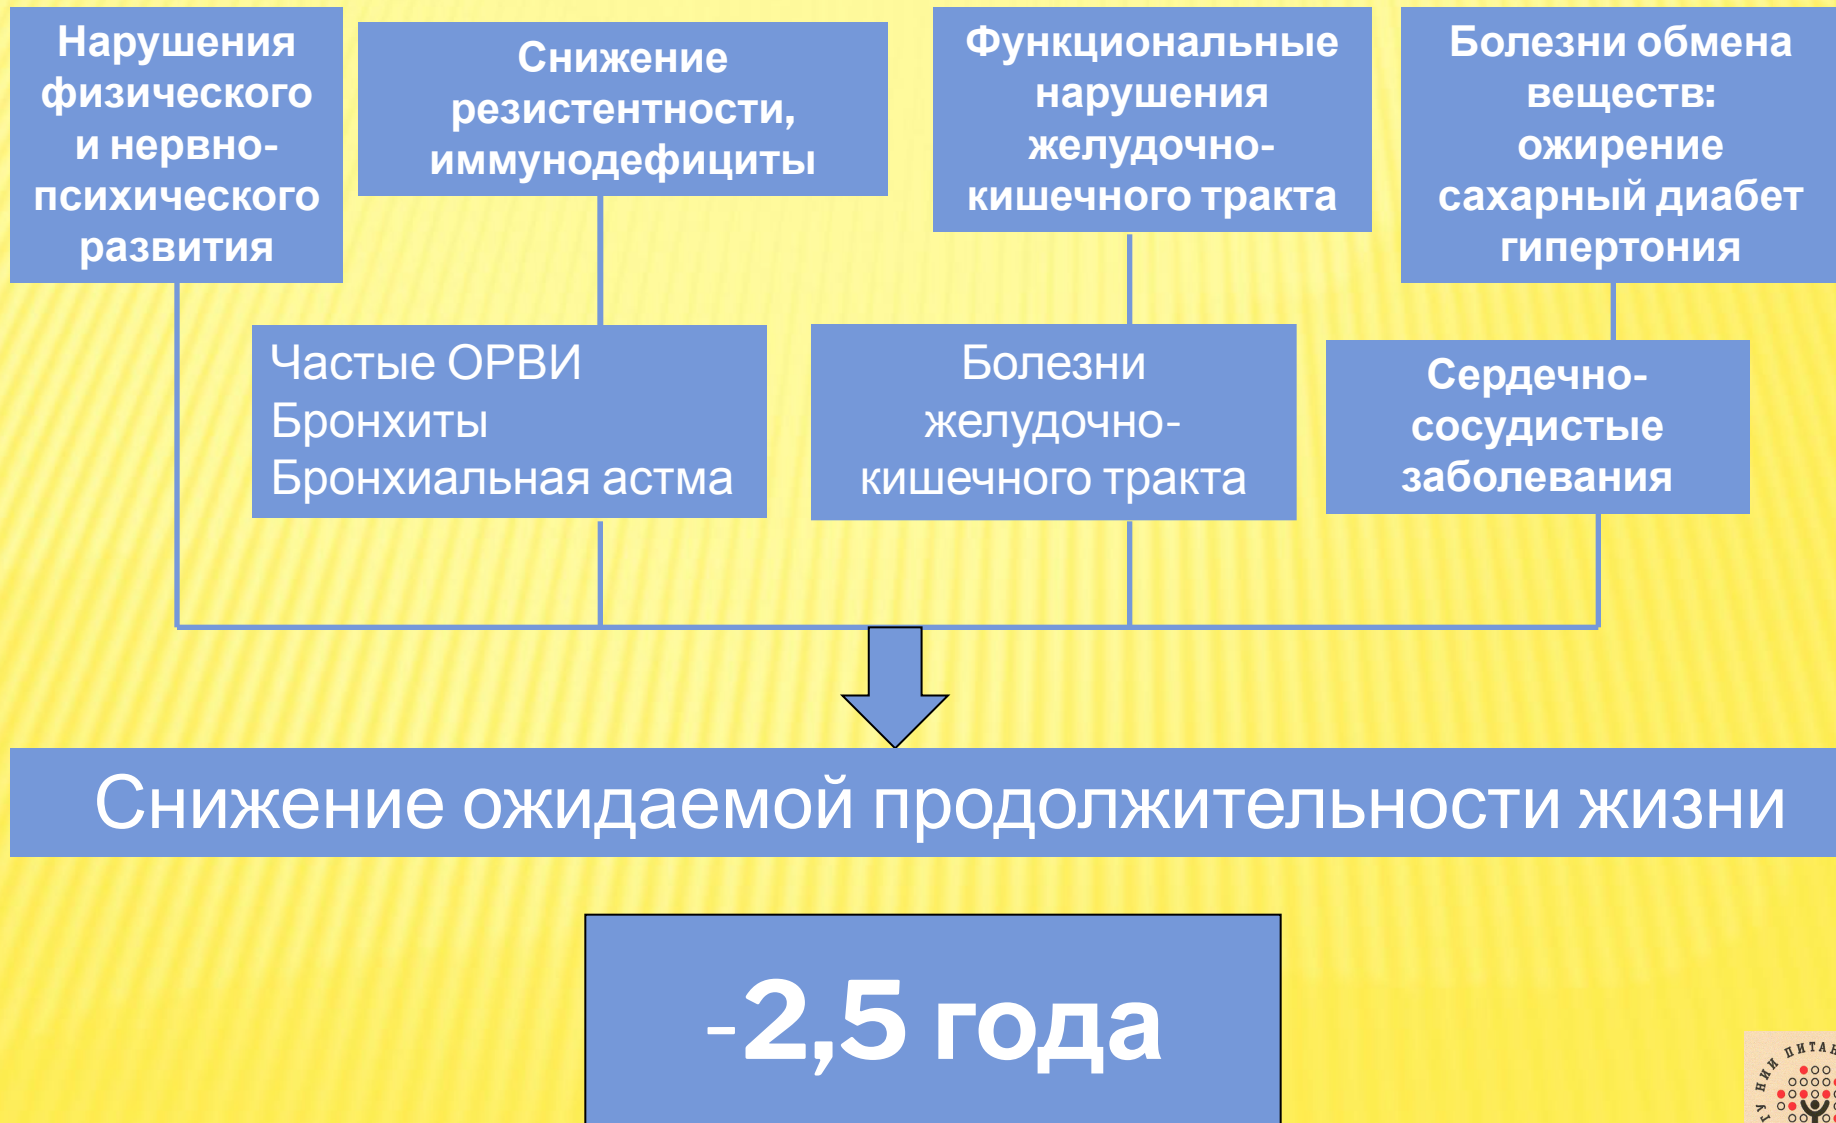 Нарушения
физического
и нервно-
психического
развития
Снижение
резистентности,
иммунодефициты
Функциональные
нарушения
желудочно-
кишечного тракта
Болезни обмена
веществ:
ожирение
сахарный диабет
гипертония
Частые ОРВИ
Бронхиты
Бронхиальная астма
Болезни
желудочно-
кишечного тракта
Сердечно-
сосудистые
заболевания
Снижение ожидаемой продолжительности жизни
-2,5 года
НИИ